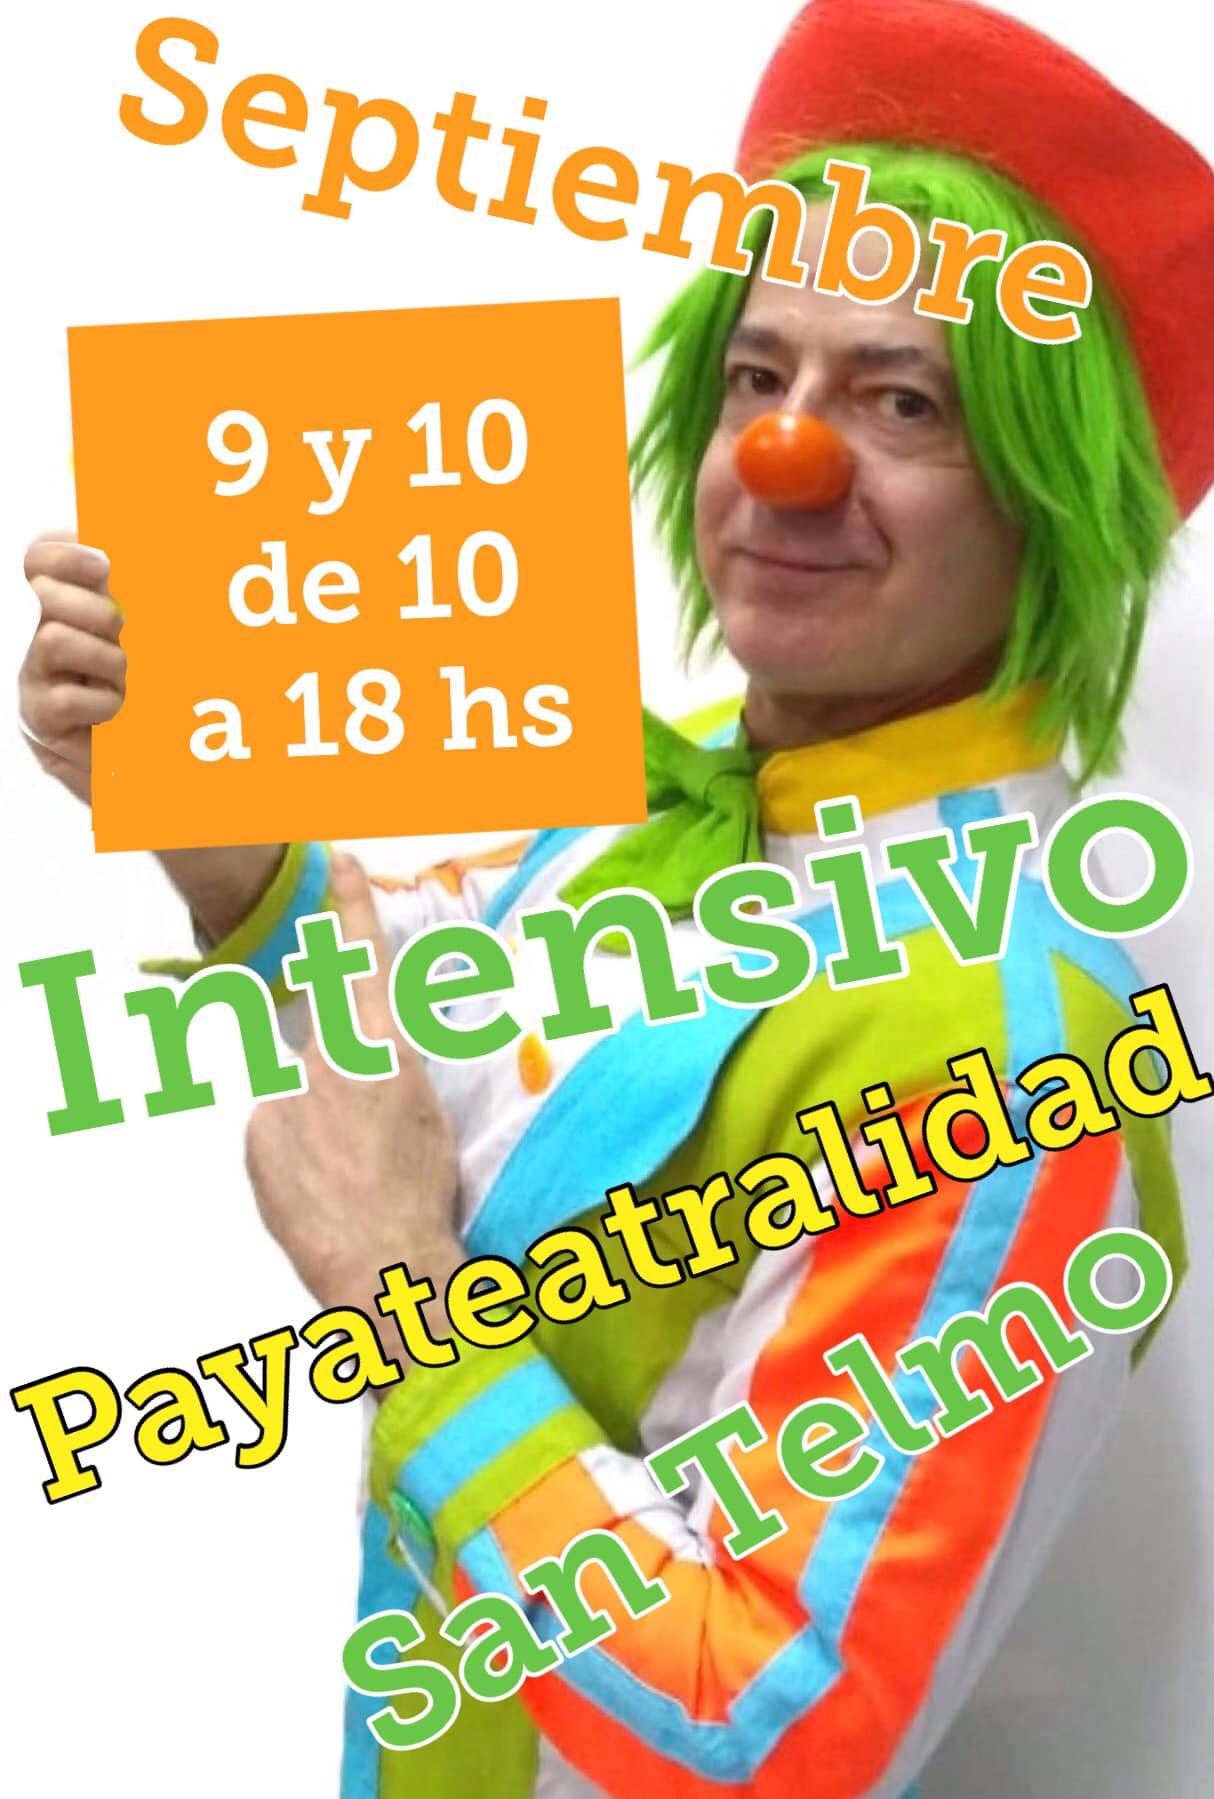 Septiembre
9 y 10
de 10
a 18 hs
Intensivo
Payateatralidad
San Telmo